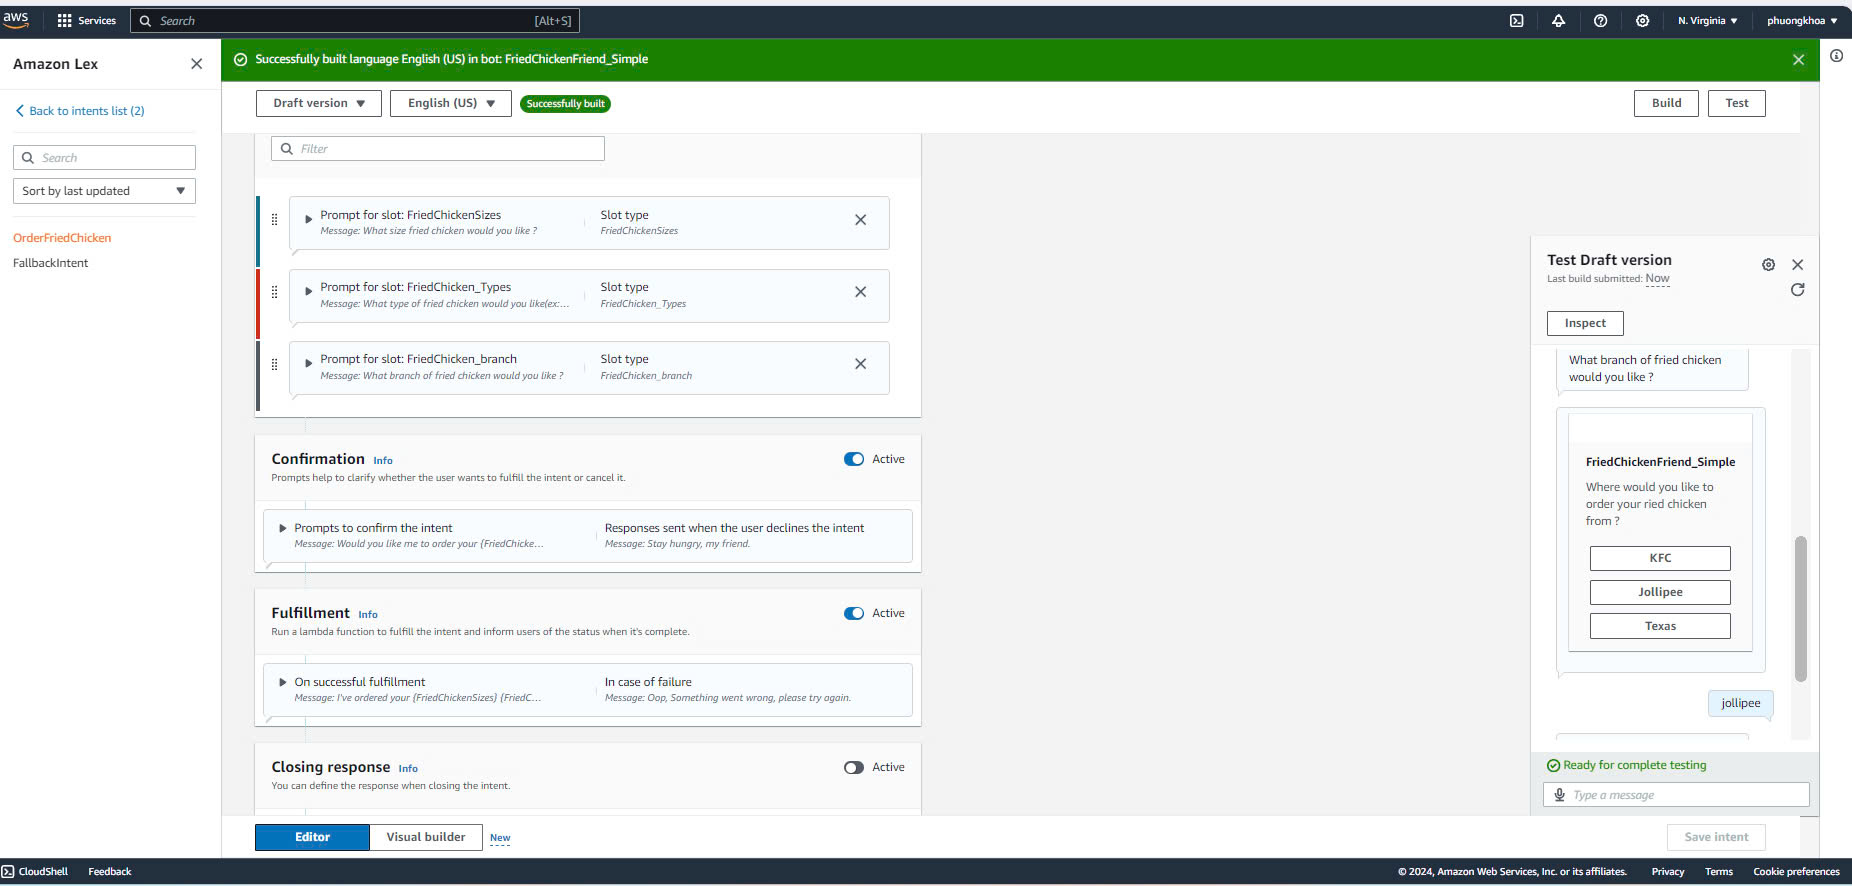 aws
Services
Search
[Alt+S]
N. Virginia
phuongkhoa
Amazon Lex
Back to intents list (2)
Search
Sort by last updated
OrderFriedChicken
FallbackIntent
Successfully built language English (US) in bot: FriedChickenFriend_Simple
Draft version
English (US)
Successfully built
Build
Test
Filter
Prompt for slot: FriedChickenSizes
Message: What size fried chicken would you like ?
Slot type
FriedChickenSizes
Prompt for slot: FriedChicken_Types
Message: What type of fried chicken would you like(ex:...
Slot type
FriedChicken_Types
Prompt for slot: FriedChicken_branch
Message: What branch of fried chicken would you like ?
Slot type
FriedChicken_branch
Confirmation Info
Active
Prompts help to clarify whether the user wants to fulfill the intent or cancel it.
Prompts to confirm the intent
Message: Would you like me to order your {FriedChicke...
Responses sent when the user declines the intent
Message: Stay hungry, my friend.
Fulfillment Info
Active
Run a lambda function to fulfill the intent and inform users of the status when it's complete.
On successful fulfillment
Message: I've ordered your {FriedChickenSizes} {FriedC...
In case of failure
Message: Oop, Something went wrong, please try again.
Closing response Info
Active
You can define the response when closing the intent.
Editor
Visual builder
New
Save intent
Test Draft version
Last build submitted: Now
Inspect
What branch of fried chicken
would you like ?
FriedChickenFriend_Simple
Where would you like to
order your ried chicken
from ?
KFC
Jollipee
Texas
jollipee
Ready for complete testing
Type a message
CloudShell
Feedback
© 2024, Amazon Web Services, Inc. or its affiliates.
Privacy
Terms
Cookie preferences